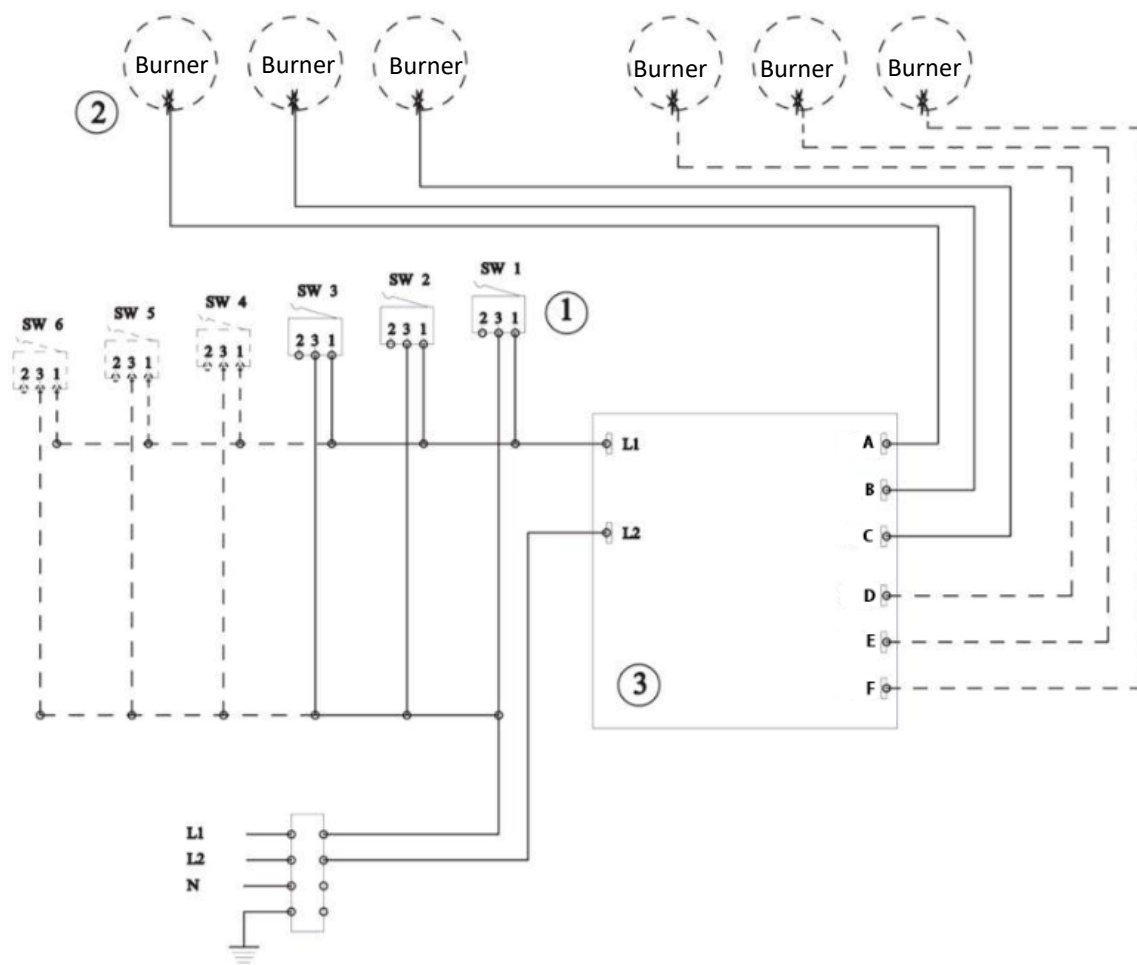 Burner Burner Burner Burner Burner Burner
2
SW 6 SW 5 SW 4 SW 3 SW 2 SW 1
2 3 1 2 3 1 2 3 1 2 3 1 2 3 1 2 3 1
1
L1 A
B
L2 C
D
E
3 F
L1
L2
N